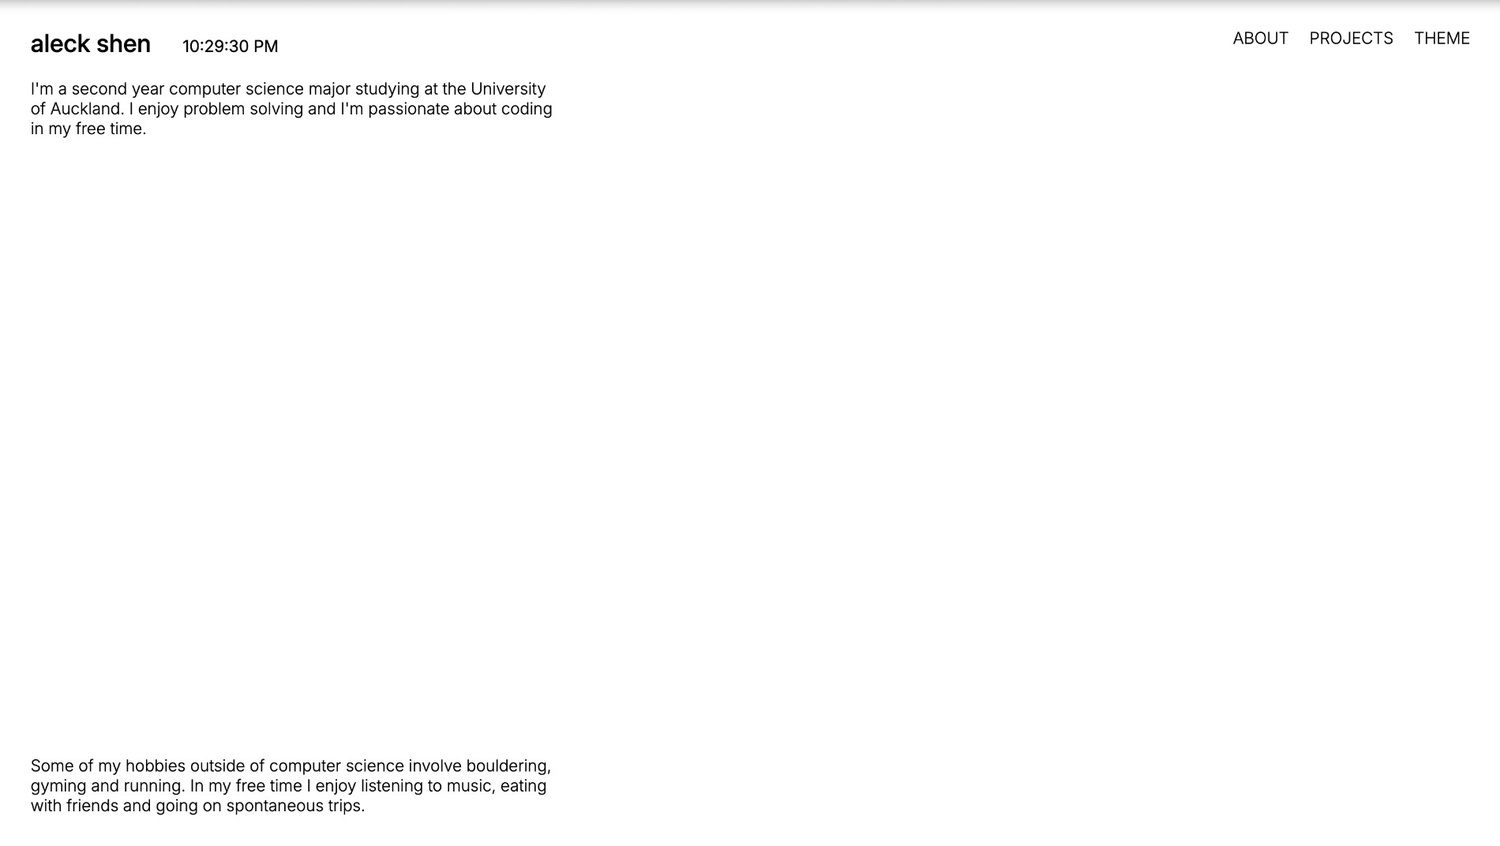 aleck shen 10:29:30 PM ABOUT PROJECTS THEME
I'm a second year computer science major studying at the University
of Auckland. I enjoy problem solving and I'm passionate about coding
in my free time.
Some of my hobbies outside of computer science involve bouldering,
gyming and running. In my free time I enjoy listening to music, eating
with friends and going on spontaneous trips.